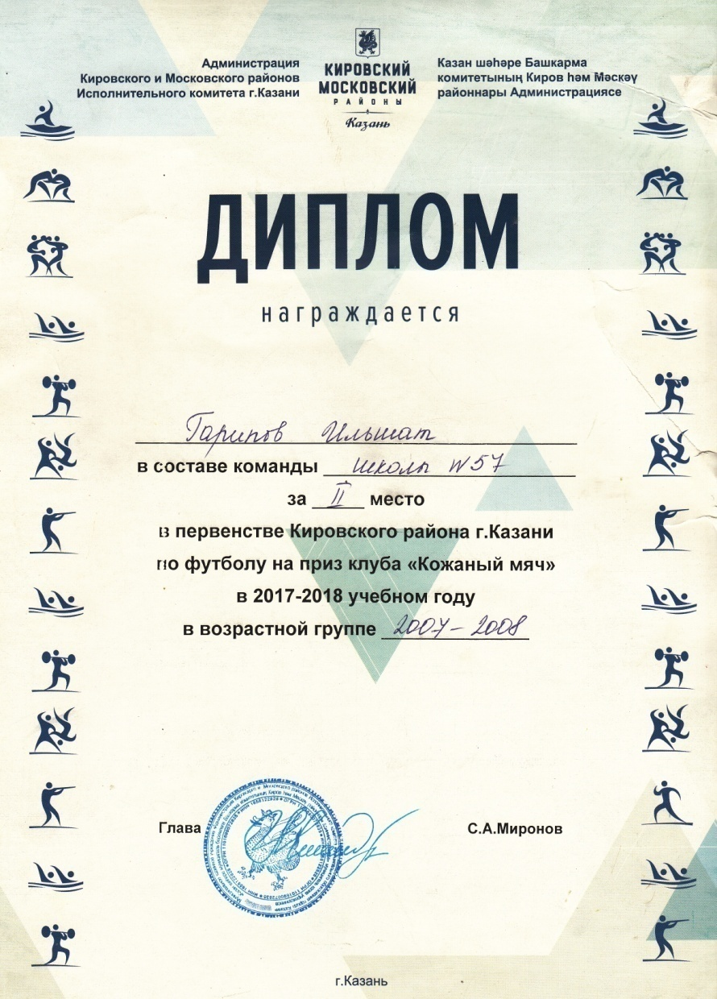 Администрация
Кировского и Московского районов
Исполнительного комитета г.Казани
КИРОВСКИЙ
МОСКОВСКИЙ
РАЙОНЫ
Казань
Казан шәһәре Башкарма
комитетының Киров һәм Мәскәү
районнары Администрациясе
ДИПЛОМ
награждается
Гарипов Ильшат
в составе команды школы №57
за II место
в первенстве Кировского района г.Казани
по футболу на приз клуба «Кожаный мяч»
в 2017-2018 учебном году
в возрастной группе 2007-2008
Глава С.А.Миронов
г.Казань